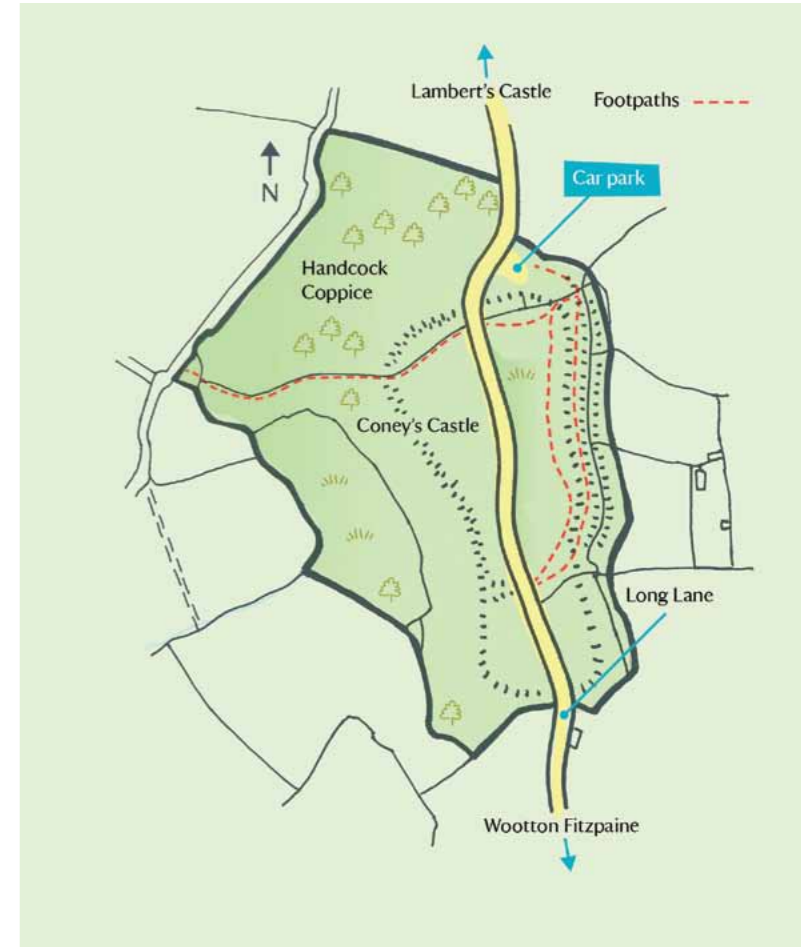 Lambert's Castle
Footpaths
Car park
N
Handcock
Coppice
Coney's Castle
Long Lane
Wootton Fitzpaine